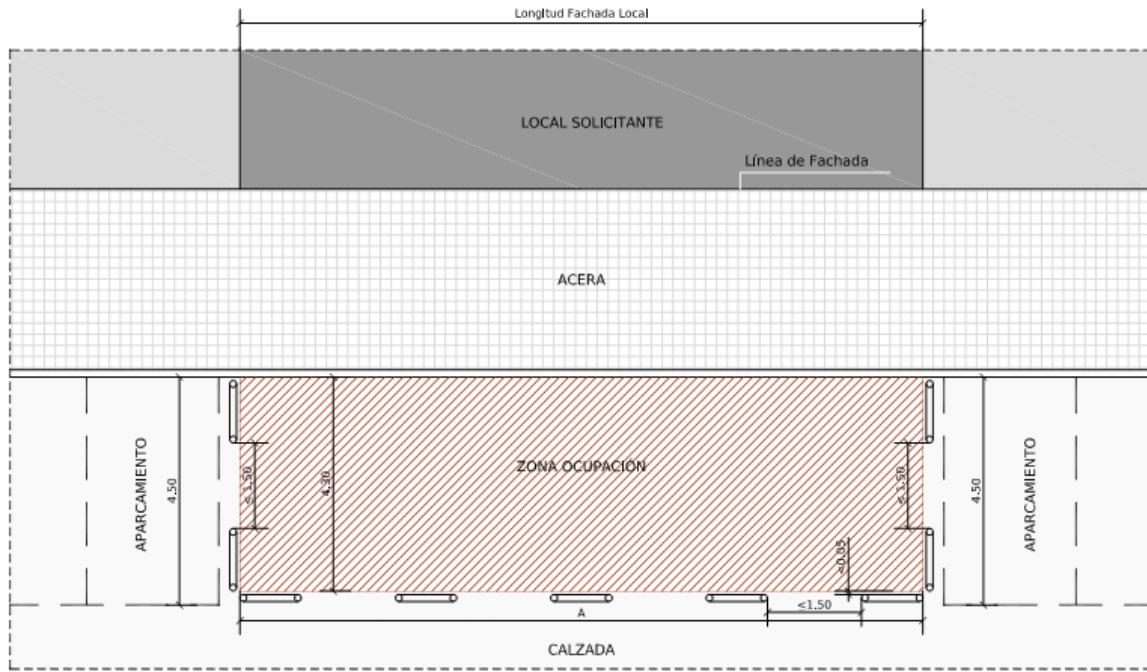 Longitud Fachada Local
LOCAL SOLICITANTE
Línea de Fachada
ACERA
APARCAMIENTO
4.50
< 1.50
4.30
ZONA OCUPACIÓN
< 1.50
4.50
APARCAMIENTO
<0.05
A
<1.50
CALZADA